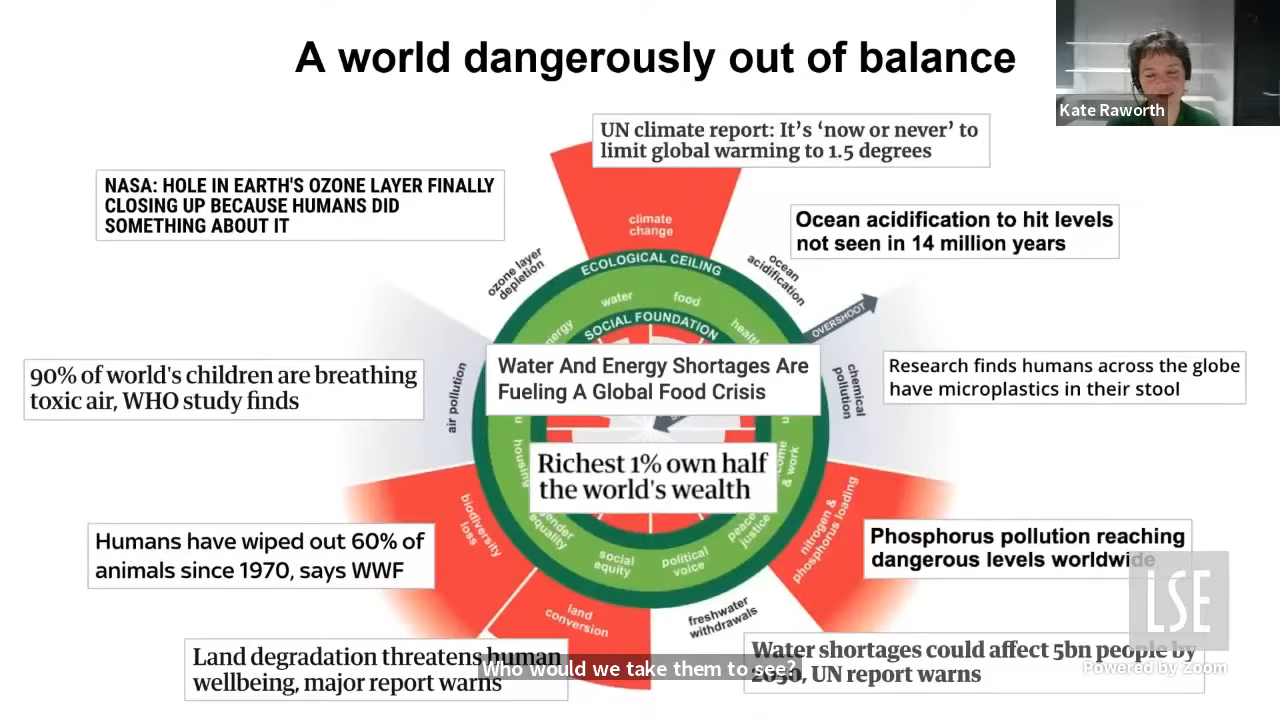 A world dangerously out of balance
Kate Raworth
UN climate report: It's 'now or never' to
limit global warming to 1.5 degrees
NASA: HOLE IN EARTH'S OZONE LAYER FINALLY
CLOSING UP BECAUSE HUMANS DID
SOMETHING ABOUT IT
Ocean acidification to hit levels
not seen in 14 million years
climate
change
ozone layer
depletion
ocean
acidification
ECOLOGICAL CEILING
water
food
SOCIAL FOUNDATION
OVERSHOOT
90% of world's children are breathing
toxic air, WHO study finds
air pollution
Water And Energy Shortages Are
Fueling A Global Food Crisis
chemical
pollution
Research finds humans across the globe
have microplastics in their stool
housing
Richest 1% own half
the world's wealth
& work
biodiversity
loss
gender
equality
social
equity
political
voice
peace
justice
nitrogen &
phosphorus loading
Humans have wiped out 60% of
animals since 1970, says WWF
Phosphorus pollution reaching
dangerous levels worldwide
land
conversion
freshwater
withdrawals
LSE
Land degradation threatens human
wellbeing, major report warns
Who would we take them to see?
Water shortages could affect 5bn people by
2050, UN report warns
Powered by Zoom